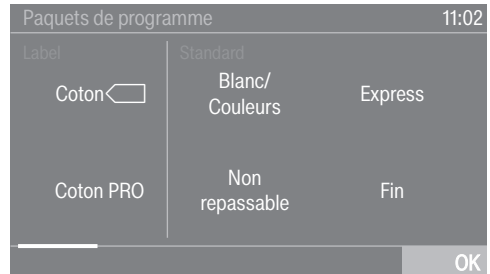 Paquets de programme 11:02
Label Standard
Coton
Blanc/
Couleurs
Express
Coton PRO
Non
repassable
Fin
OK